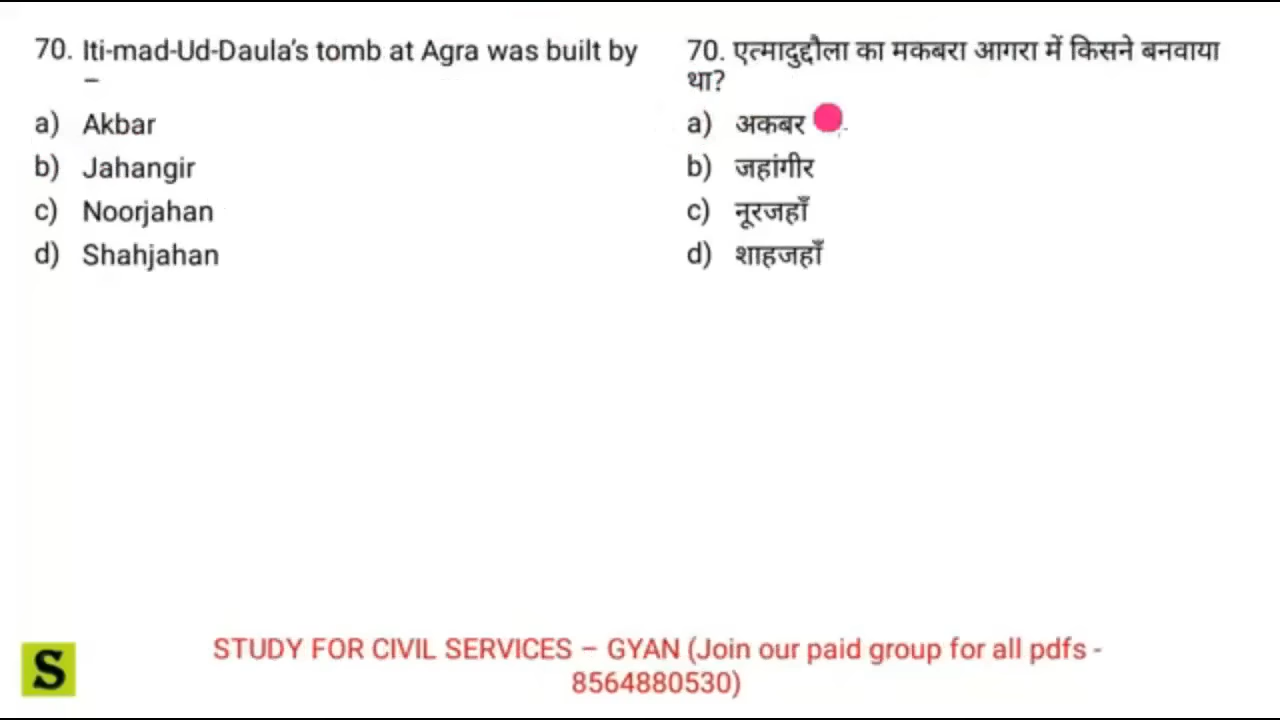 70. Iti-mad-Ud-Daula's tomb at Agra was built by
–
a) Akbar
b) Jahangir
c) Noorjahan
d) Shahjahan
70. एत्मादुद्दौला का मकबरा आगरा में किसने बनवाया
था?
a) अकबर
b) जहांगीर
c) नूरजहाँ
d) शाहजहाँ
S
STUDY FOR CIVIL SERVICES – GYAN (Join our paid group for all pdfs -
8564880530)